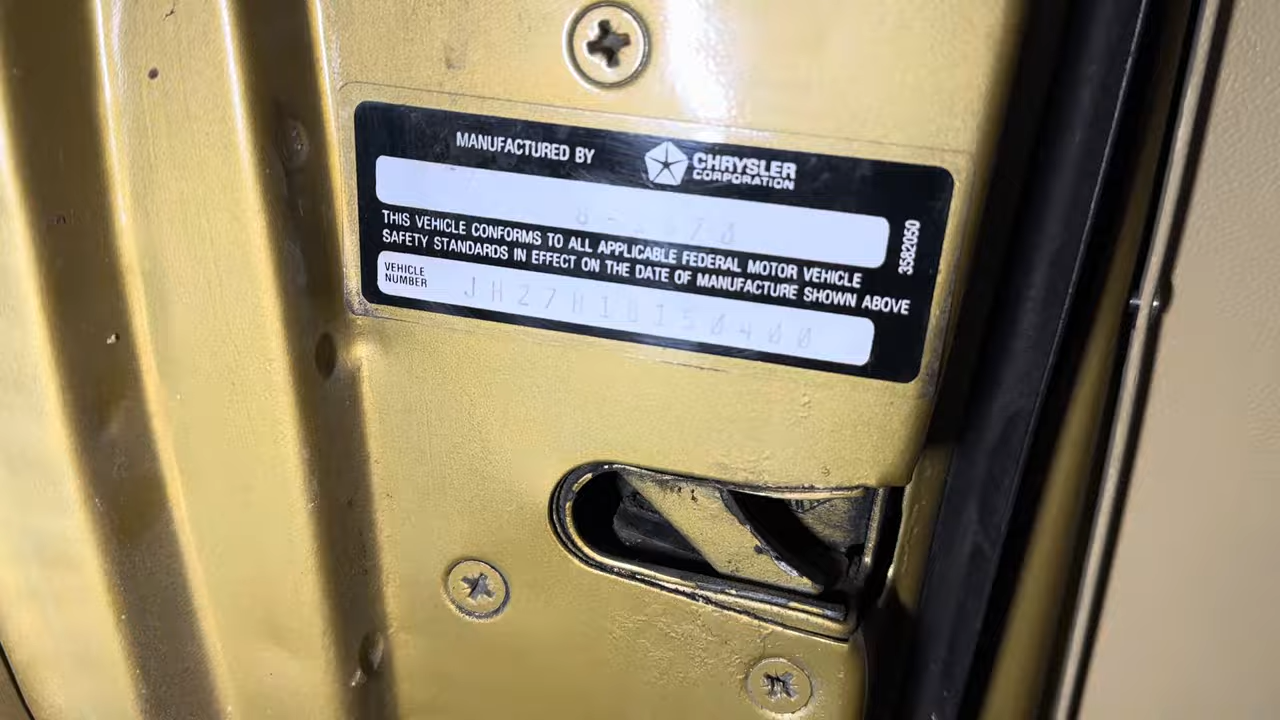 MANUFACTURED BY CHRYSLER CORPORATION
THIS VEHICLE CONFORMS TO ALL APPLICABLE FEDERAL MOTOR VEHICLE
SAFETY STANDARDS IN EFFECT ON THE DATE OF MANUFACTURE SHOWN ABOVE
3582050
VEHICLE NUMBER